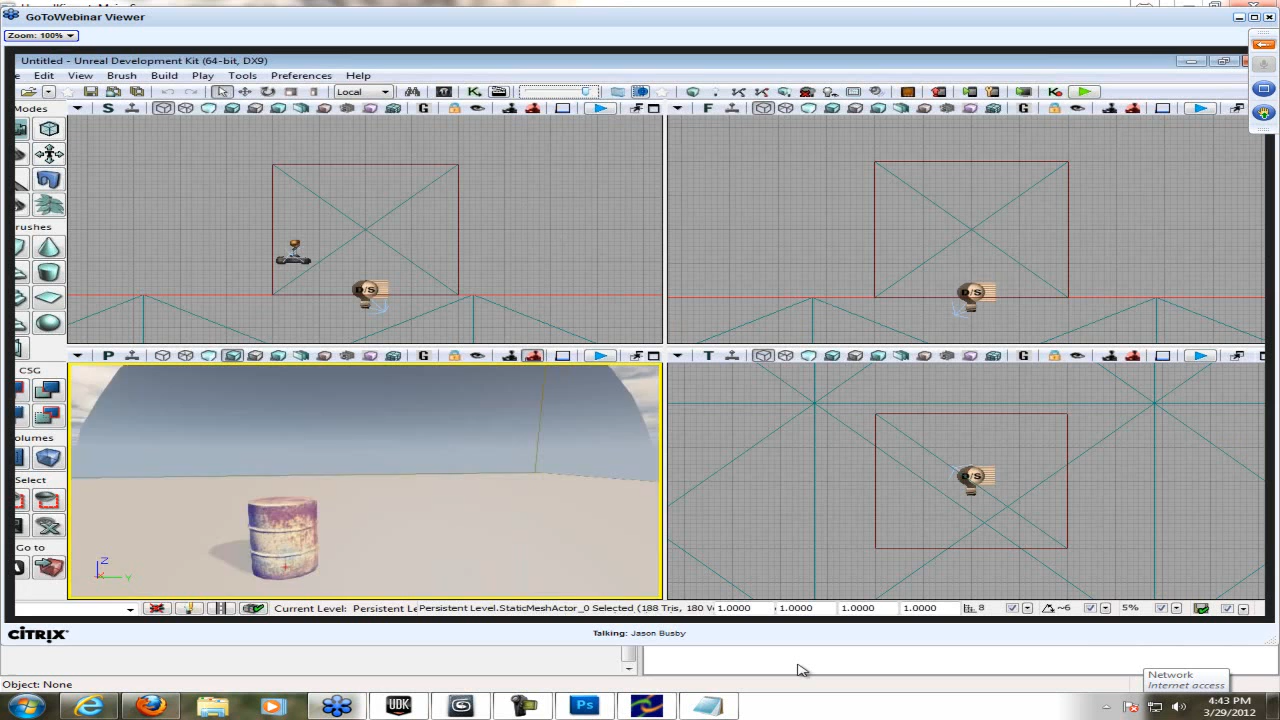 GoToWebinar Viewer
Zoom: 100%
Untitled - Unreal Development Kit (64-bit, DX9)
Edit View Brush Build Play Tools Preferences Help
Local
Modes
S G F G
rushes
P G T G
CSG
olumes
Select
Go to
D/S
D/S
D/S
Z
Y
Current Level: Persistent Le
Persistent Level.StaticMeshActor_0 Selected (188 Tris, 180 V
1.0000 1.0000 1.0000 1.0000 8 ~6 5%
CITRIX
Talking: Jason Busby
Object: None
Network
Internet access
UDK
Ps
4:43 PM
3/29/2012